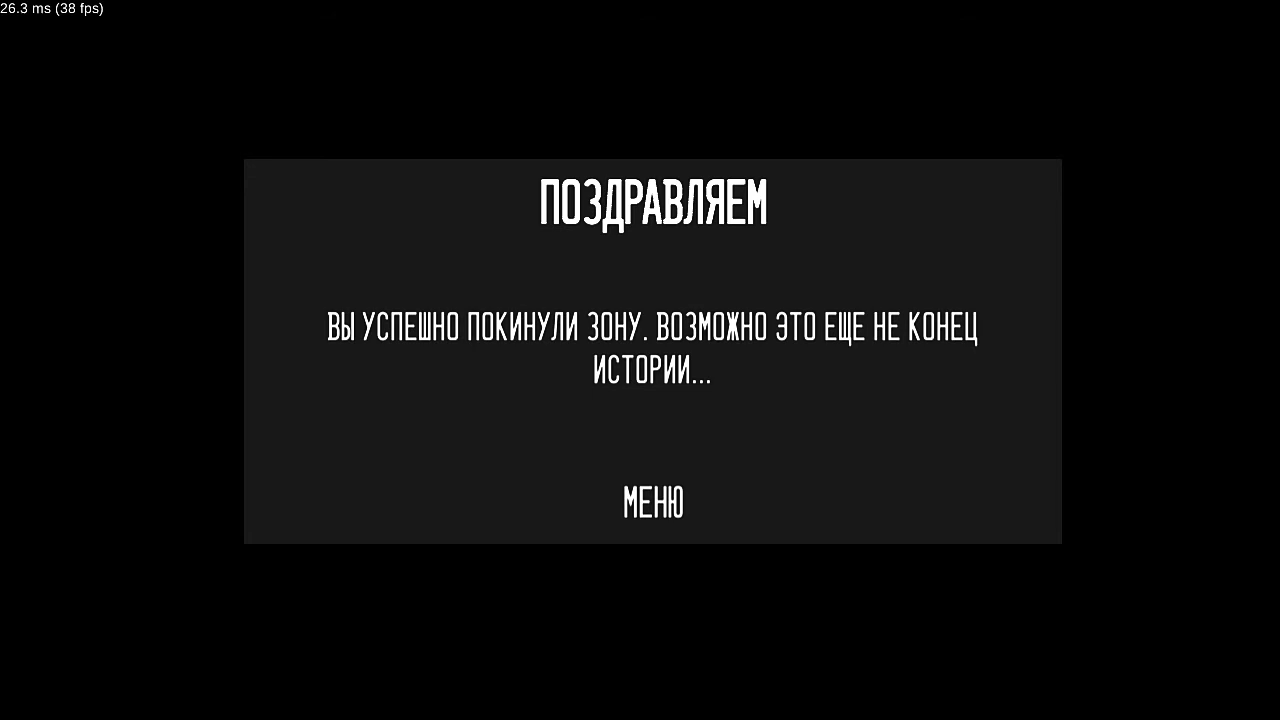 26.3 ms (38 fps)
ПОЗДРАВЛЯЕМ
ВЫ УСПЕШНО ПОКИНУЛИ ЗОНУ. ВОЗМОЖНО ЭТО ЕЩЕ НЕ КОНЕЦ
ИСТОРИИ...
МЕНЮ